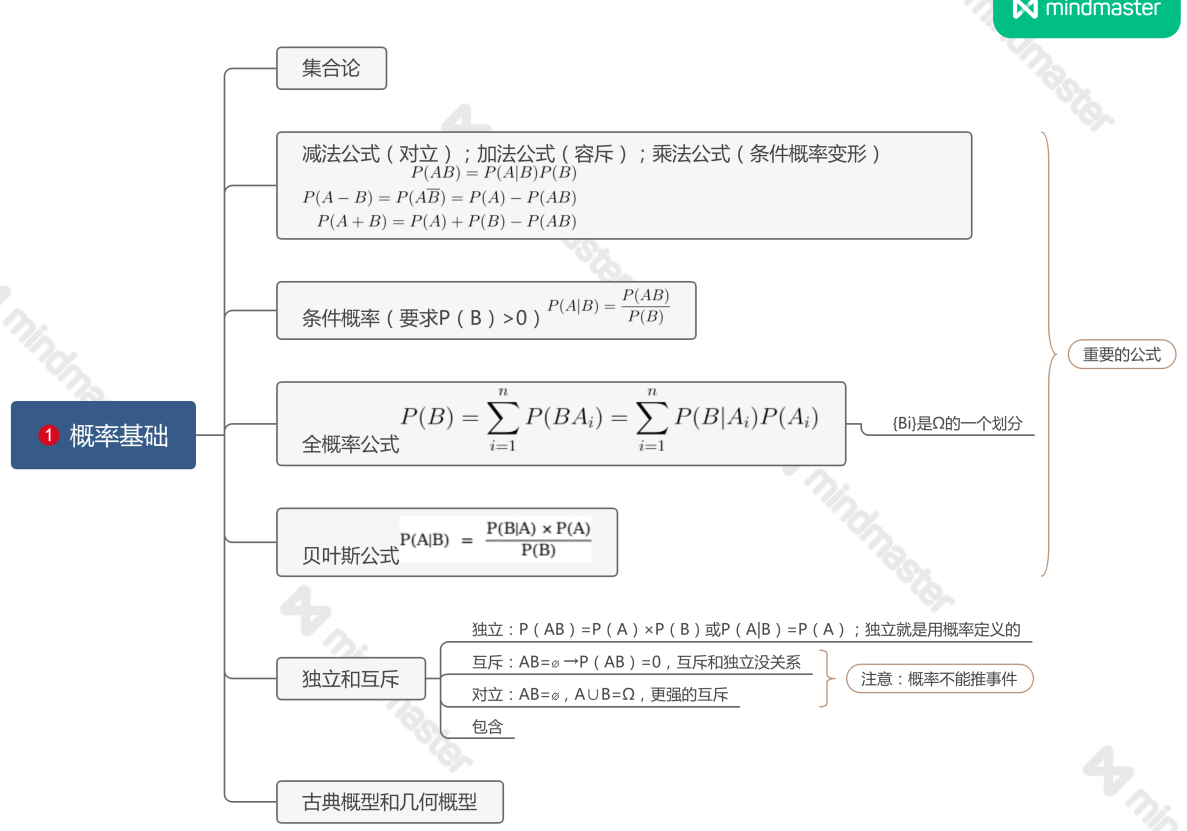 mindmaster
集合论
减法公式（对立）；加法公式（容斥）；乘法公式（条件概率变形）
P(AB) = P(A|B)P(B)
P(A − B) = P(AB̅) = P(A) − P(AB)
P(A + B) = P(A) + P(B) − P(AB)
条件概率（要求P（B）>0） P(A|B) = P(AB)/P(B)
重要的公式
全概率公式 P(B) = ∑_{i=1}^{n} P(BA_i) = ∑_{i=1}^{n} P(B|A_i)P(A_i)
{Bi}是Ω的一个划分
1 概率基础
贝叶斯公式 P(A|B) = P(B|A) × P(A)/P(B)
独立和互斥
独立：P（AB）=P（A）×P（B）或P（A|B）=P（A）；独立就是用概率定义的
互斥：AB=⌀→P（AB）=0，互斥和独立没关系
对立：AB=⌀，A∪B=Ω，更强的互斥
注意：概率不能推事件
包含
古典概型和几何概型
mindmaster
mindmaster
mindmaster